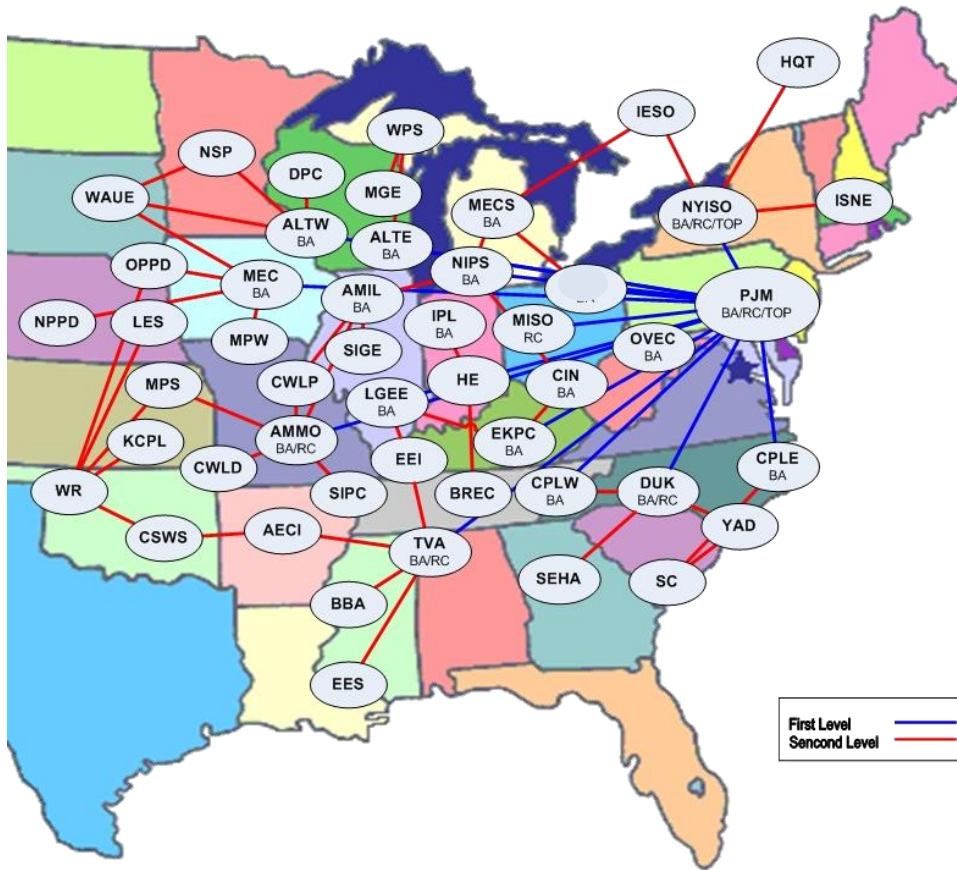 HQT
WPS
IESO
NSP
DPC
MGE
WAUE
MECS
BA
NYISO
BA/RC/TOP
ISNE
ALTW
BA
ALTE
BA
OPPD
MEC
BA
NIPS
BA
AMIL
BA
PJM
BA/RC/TOP
NPPD
LES
MPW
IPL
BA
MISO
RC
OVEC
BA
SIGE
MPS
CWLP
LGEE
BA
HE
CIN
BA
KCPL
AMMO
BA/RC
EKPC
BA
CWLD
EEI
CPLE
BA
WR
SIPC
BREC
CPLW
BA
DUK
BA/RC
CSWS
AECI
TVA
BA/RC
YAD
SEHA
SC
BBA
EES
First Level
Sencond Level